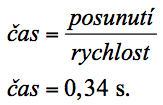 čas = posunutí / rychlost
čas = 0,34 s.